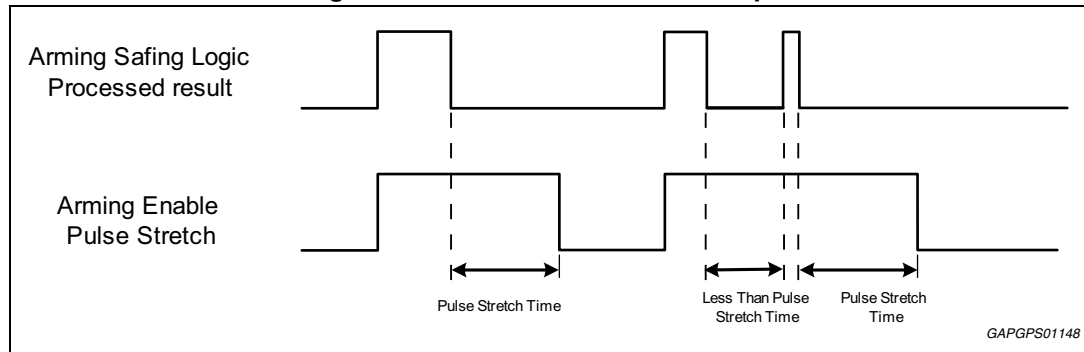 Arming Safing Logic
Processed result
Arming Enable
Pulse Stretch
Pulse Stretch Time
Less Than Pulse
Stretch Time
Pulse Stretch
Time
GAPGPS01148